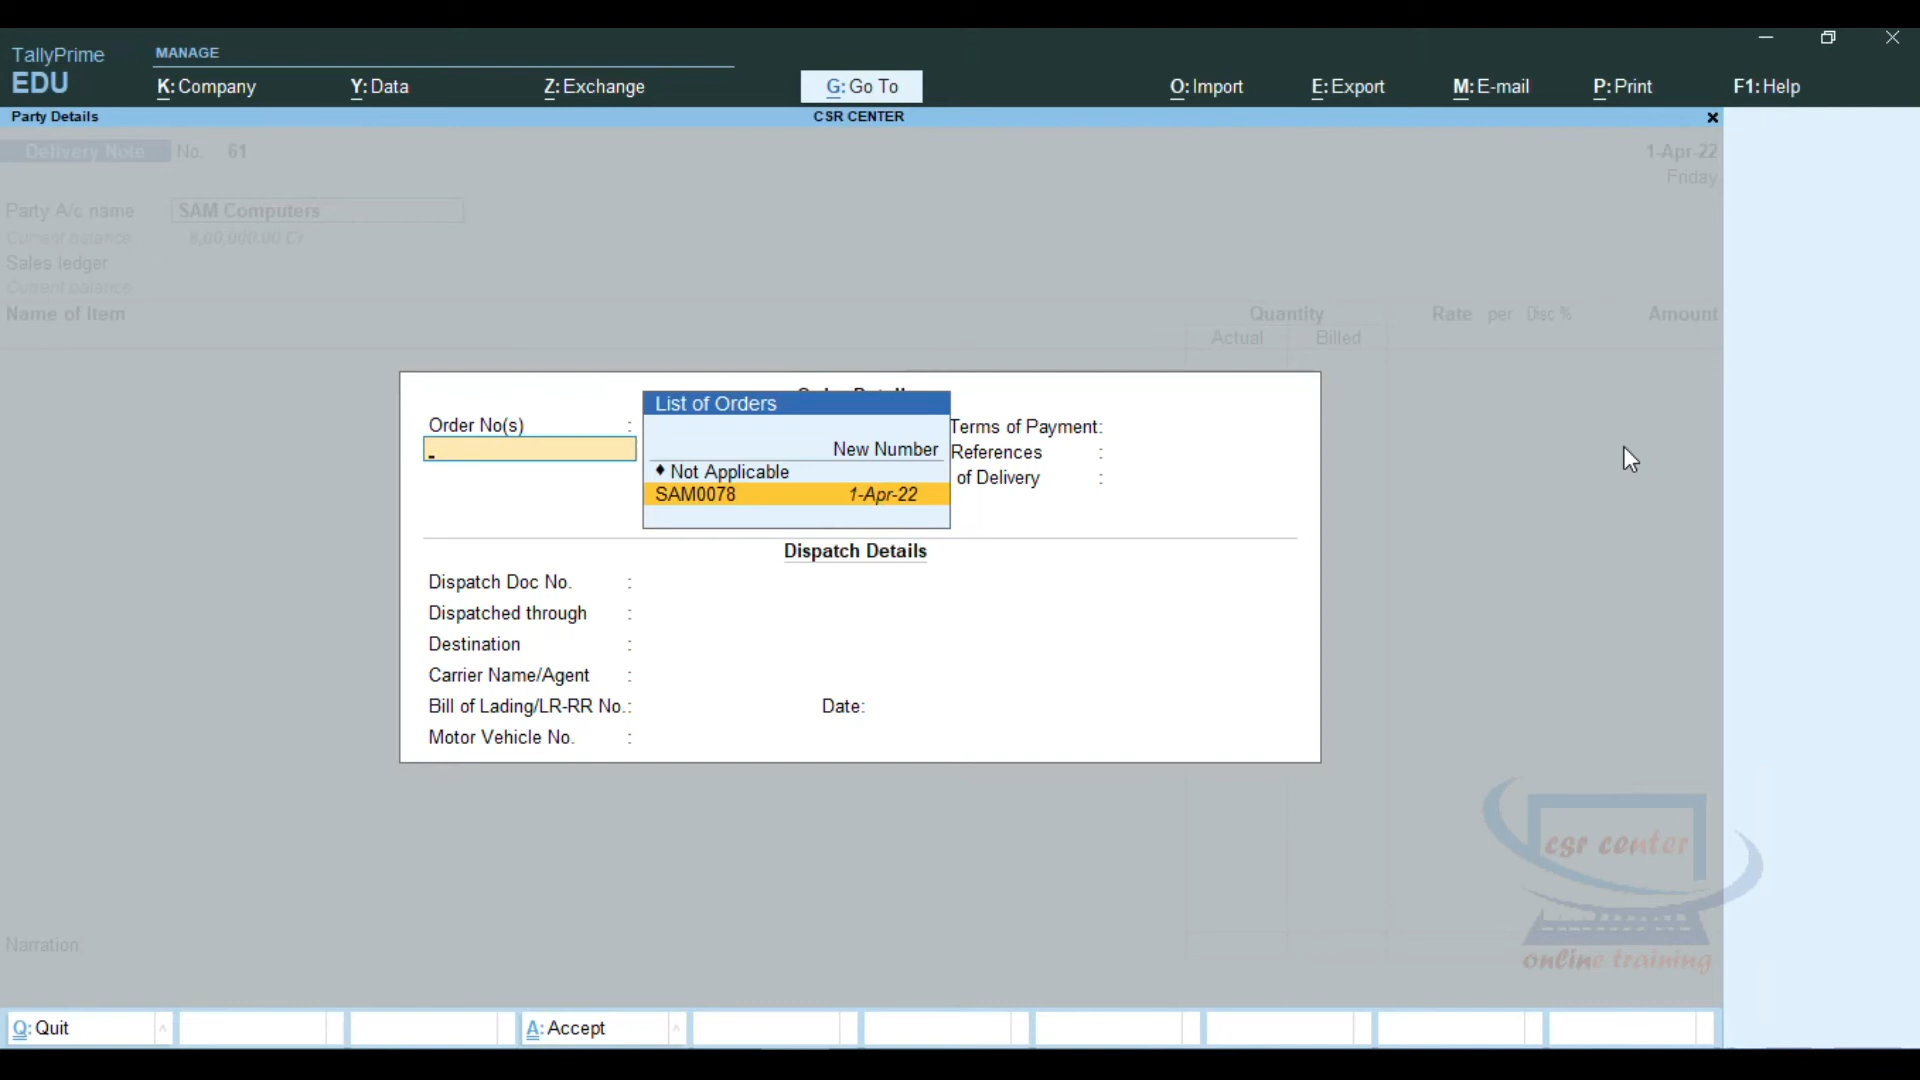 TallyPrime
EDU
MANAGE
K: Company
Y: Data
Z: Exchange
G: Go To
O: Import
E: Export
M: E-mail
P: Print
F1: Help
Party Details
CSR CENTER
Delivery Note No. 61
1-Apr-22
Friday
Party A/c name SAM Computers
Current balance 8,00,000.00 Cr
Sales ledger
Current balance
Name of Item
Quantity
Rate per Disc % Amount
Actual Billed
Order No(s) :
List of Orders
New Number
♦ Not Applicable
SAM0078 1-Apr-22
Terms of Payment:
References :
of Delivery :
Dispatch Details
Dispatch Doc No. :
Dispatched through :
Destination :
Carrier Name/Agent :
Bill of Lading/LR-RR No.: Date:
Motor Vehicle No. :
csr center
online training
Narration:
Q: Quit
A: Accept